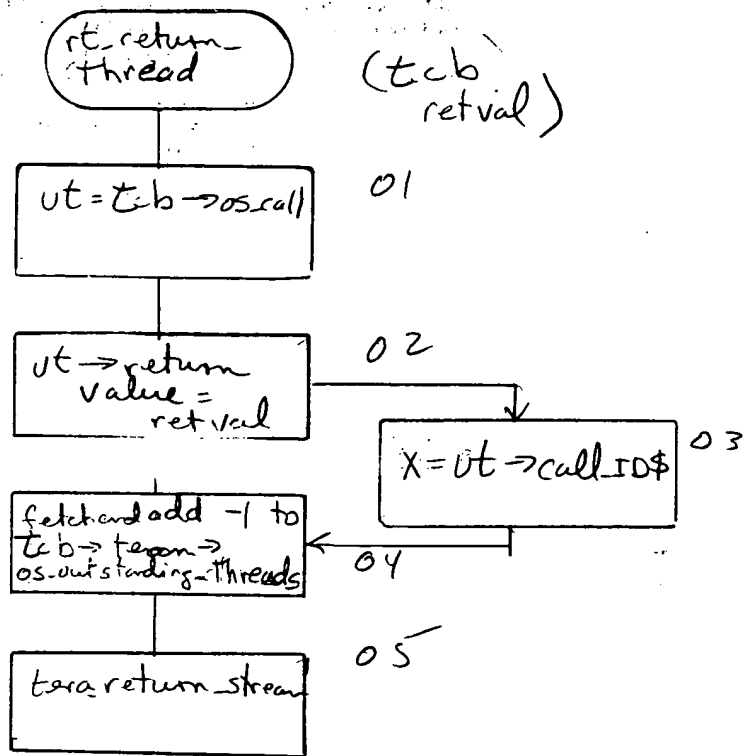 rt_return_
thread
(tcb
retval)
ut = tcb → os_call
01
ut → return
value =
retval
02
X = ut → call_ID$
03
fetch and add -1 to
tcb → team →
os_outstanding_threads
04
tera_return_stream
05